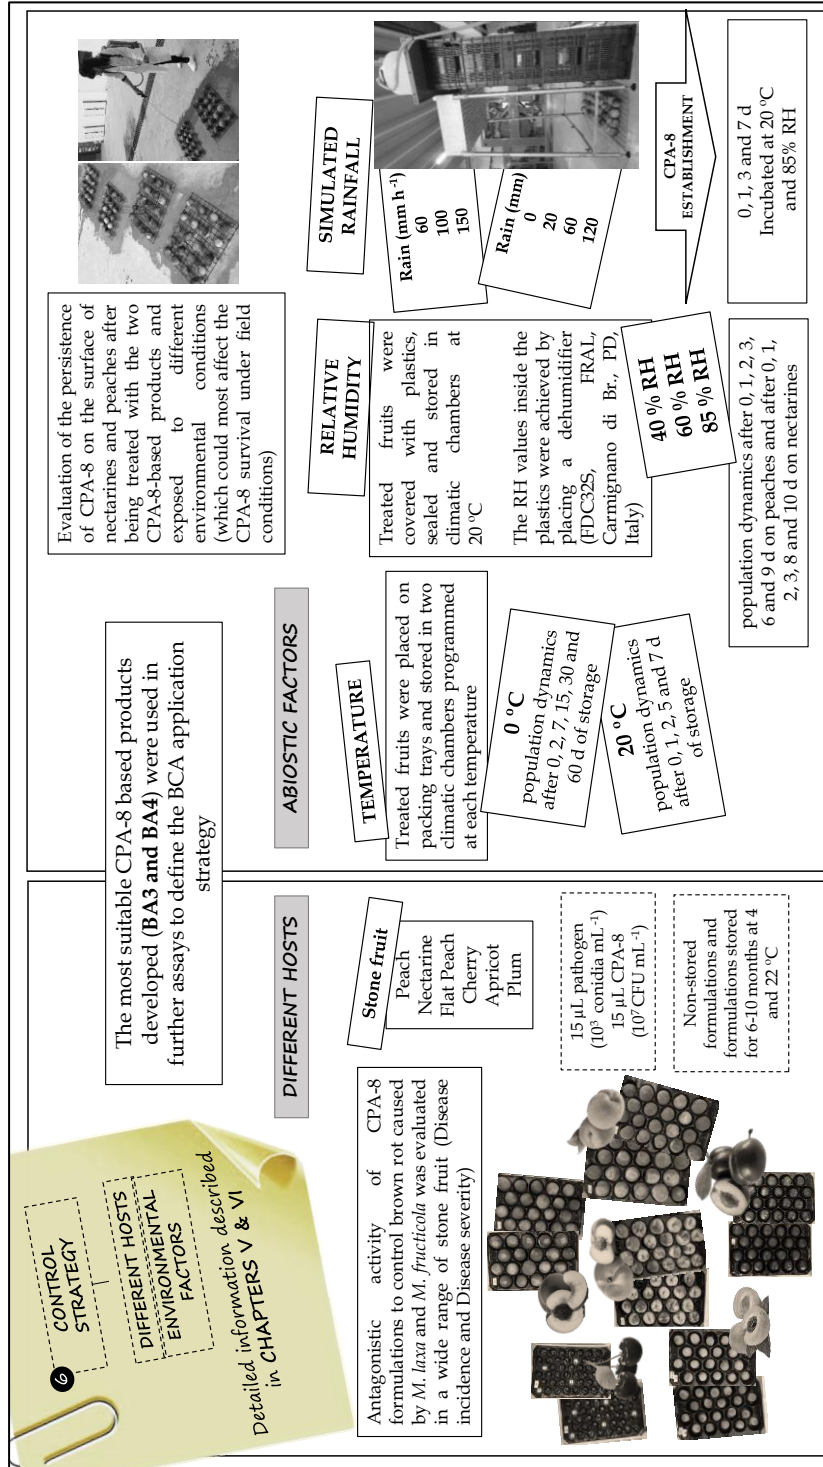 6
CONTROL
STRATEGY
DIFFERENT HOSTS
ENVIRONMENTAL
FACTORS
Detailed information described
in CHAPTERS V & VI
The most suitable CPA-8 based products
developed (BA3 and BA4) were used in
further assays to define the BCA application
strategy
DIFFERENT HOSTS
Antagonistic activity of CPA-8
formulations to control brown rot caused
by M. laxa and M. fructicola was evaluated
in a wide range of stone fruit (Disease
incidence and Disease severity)
Stone fruit
Peach
Nectarine
Flat Peach
Cherry
Apricot
Plum
15 µL pathogen
(10³ conidia mL⁻¹)
15 µL CPA-8
(10⁷ CFU mL⁻¹)
Non-stored
formulations and
formulations stored
for 6-10 months at 4
and 22 ºC
ABIOSTIC FACTORS
Evaluation of the persistence
of CPA-8 on the surface of
nectarines and peaches after
being treated with the two
CPA-8-based products and
exposed to different
environmental conditions
(which could most affect the
CPA-8 survival under field
conditions)
TEMPERATURE
Treated fruits were placed on
packing trays and stored in two
climatic chambers programmed
at each temperature
0 ºC
population dynamics
after 0, 2, 7, 15, 30 and
60 d of storage
20 ºC
population dynamics
after 0, 1, 2, 5 and 7 d
of storage
RELATIVE
HUMIDITY
Treated fruits were
covered with plastics,
sealed and stored in
climatic chambers at
20 ºC
The RH values inside the
plastics were achieved by
placing a dehumidifier
(FDC32S, FRAL,
Carmignano di Br., PD,
Italy)
40 % RH
60 % RH
85 % RH
population dynamics after 0, 1, 2, 3,
6 and 9 d on peaches and after 0, 1,
2, 3, 8 and 10 d on nectarines
SIMULATED
RAINFALL
Rain (mm h⁻¹)
60
100
150
Rain (mm)
0
20
60
120
CPA-8
ESTABLISHMENT
0, 1, 3 and 7 d
Incubated at 20 ºC
and 85% RH